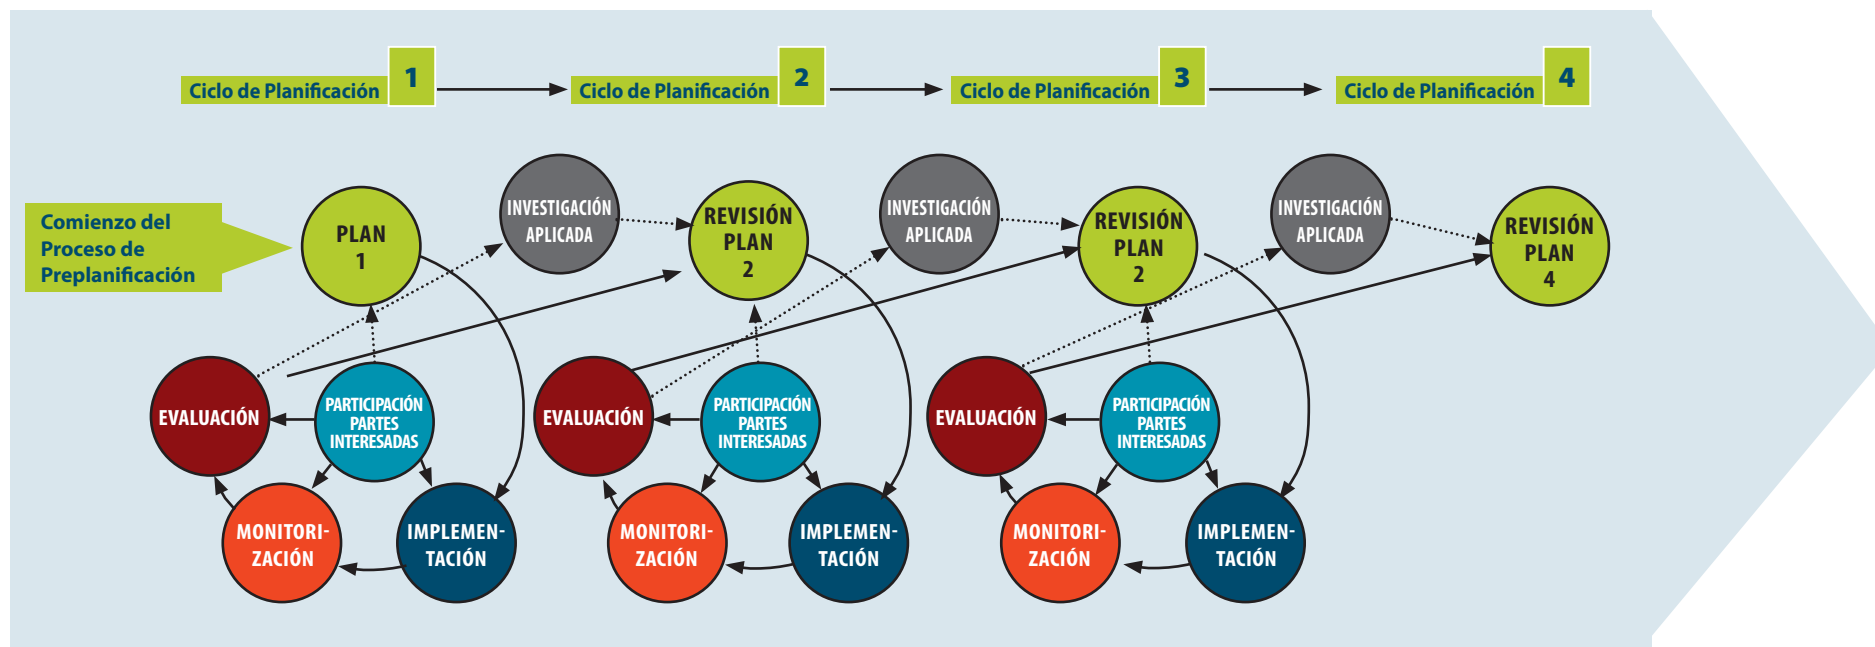 Ciclo de Planificación 1
Ciclo de Planificación 2
Ciclo de Planificación 3
Ciclo de Planificación 4
Comienzo del
Proceso de
Preplanificación
PLAN
1
INVESTIGACIÓN
APLICADA
REVISIÓN
PLAN
2
INVESTIGACIÓN
APLICADA
REVISIÓN
PLAN
2
INVESTIGACIÓN
APLICADA
REVISIÓN
PLAN
4
EVALUACIÓN
PARTICIPACIÓN
PARTES
INTERESADAS
MONITORI-
ZACIÓN
IMPLEMEN-
TACIÓN
EVALUACIÓN
PARTICIPACIÓN
PARTES
INTERESADAS
MONITORI-
ZACIÓN
IMPLEMEN-
TACIÓN
EVALUACIÓN
PARTICIPACIÓN
PARTES
INTERESADAS
MONITORI-
ZACIÓN
IMPLEMEN-
TACIÓN